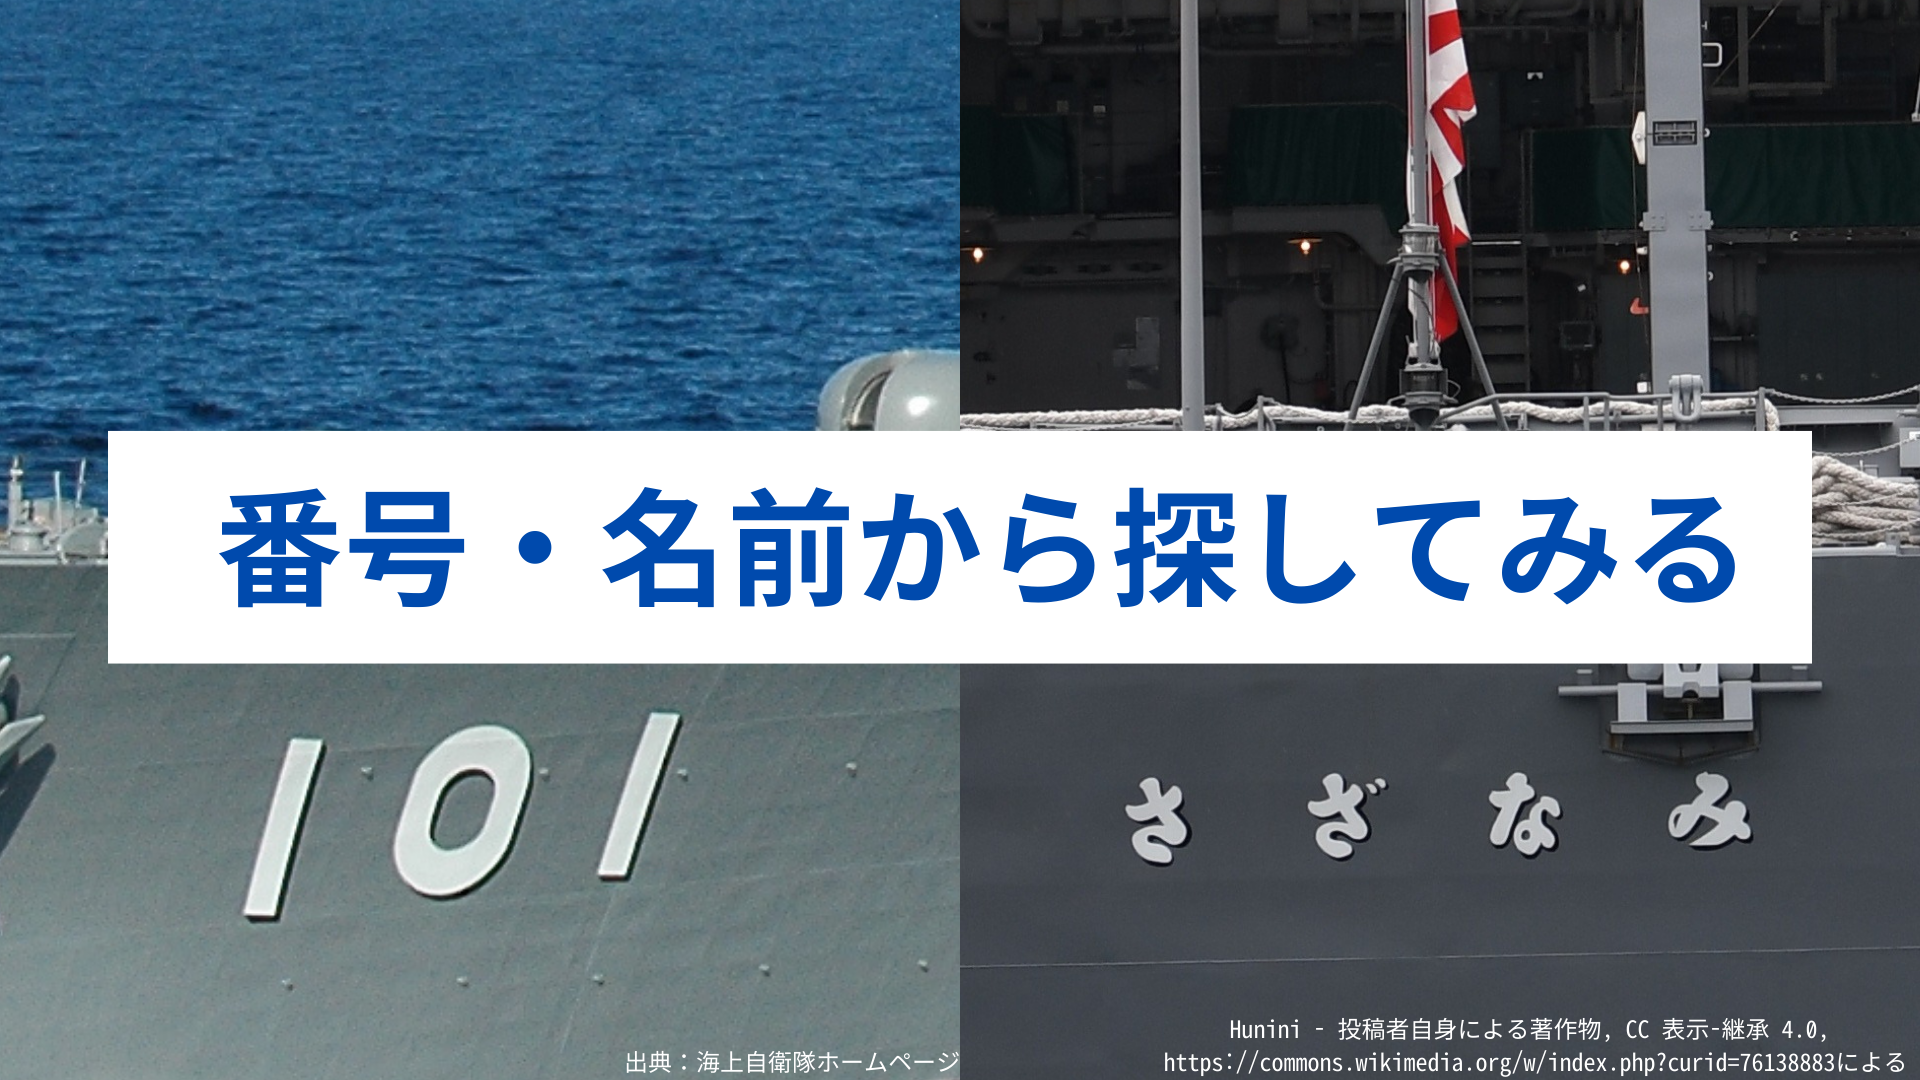 番号・名前から探してみる
101
さざなみ
出典：海上自衛隊ホームページ
Hunini - 投稿者自身による著作物, CC 表示-継承 4.0,
https://commons.wikimedia.org/w/index.php?curid=76138883による